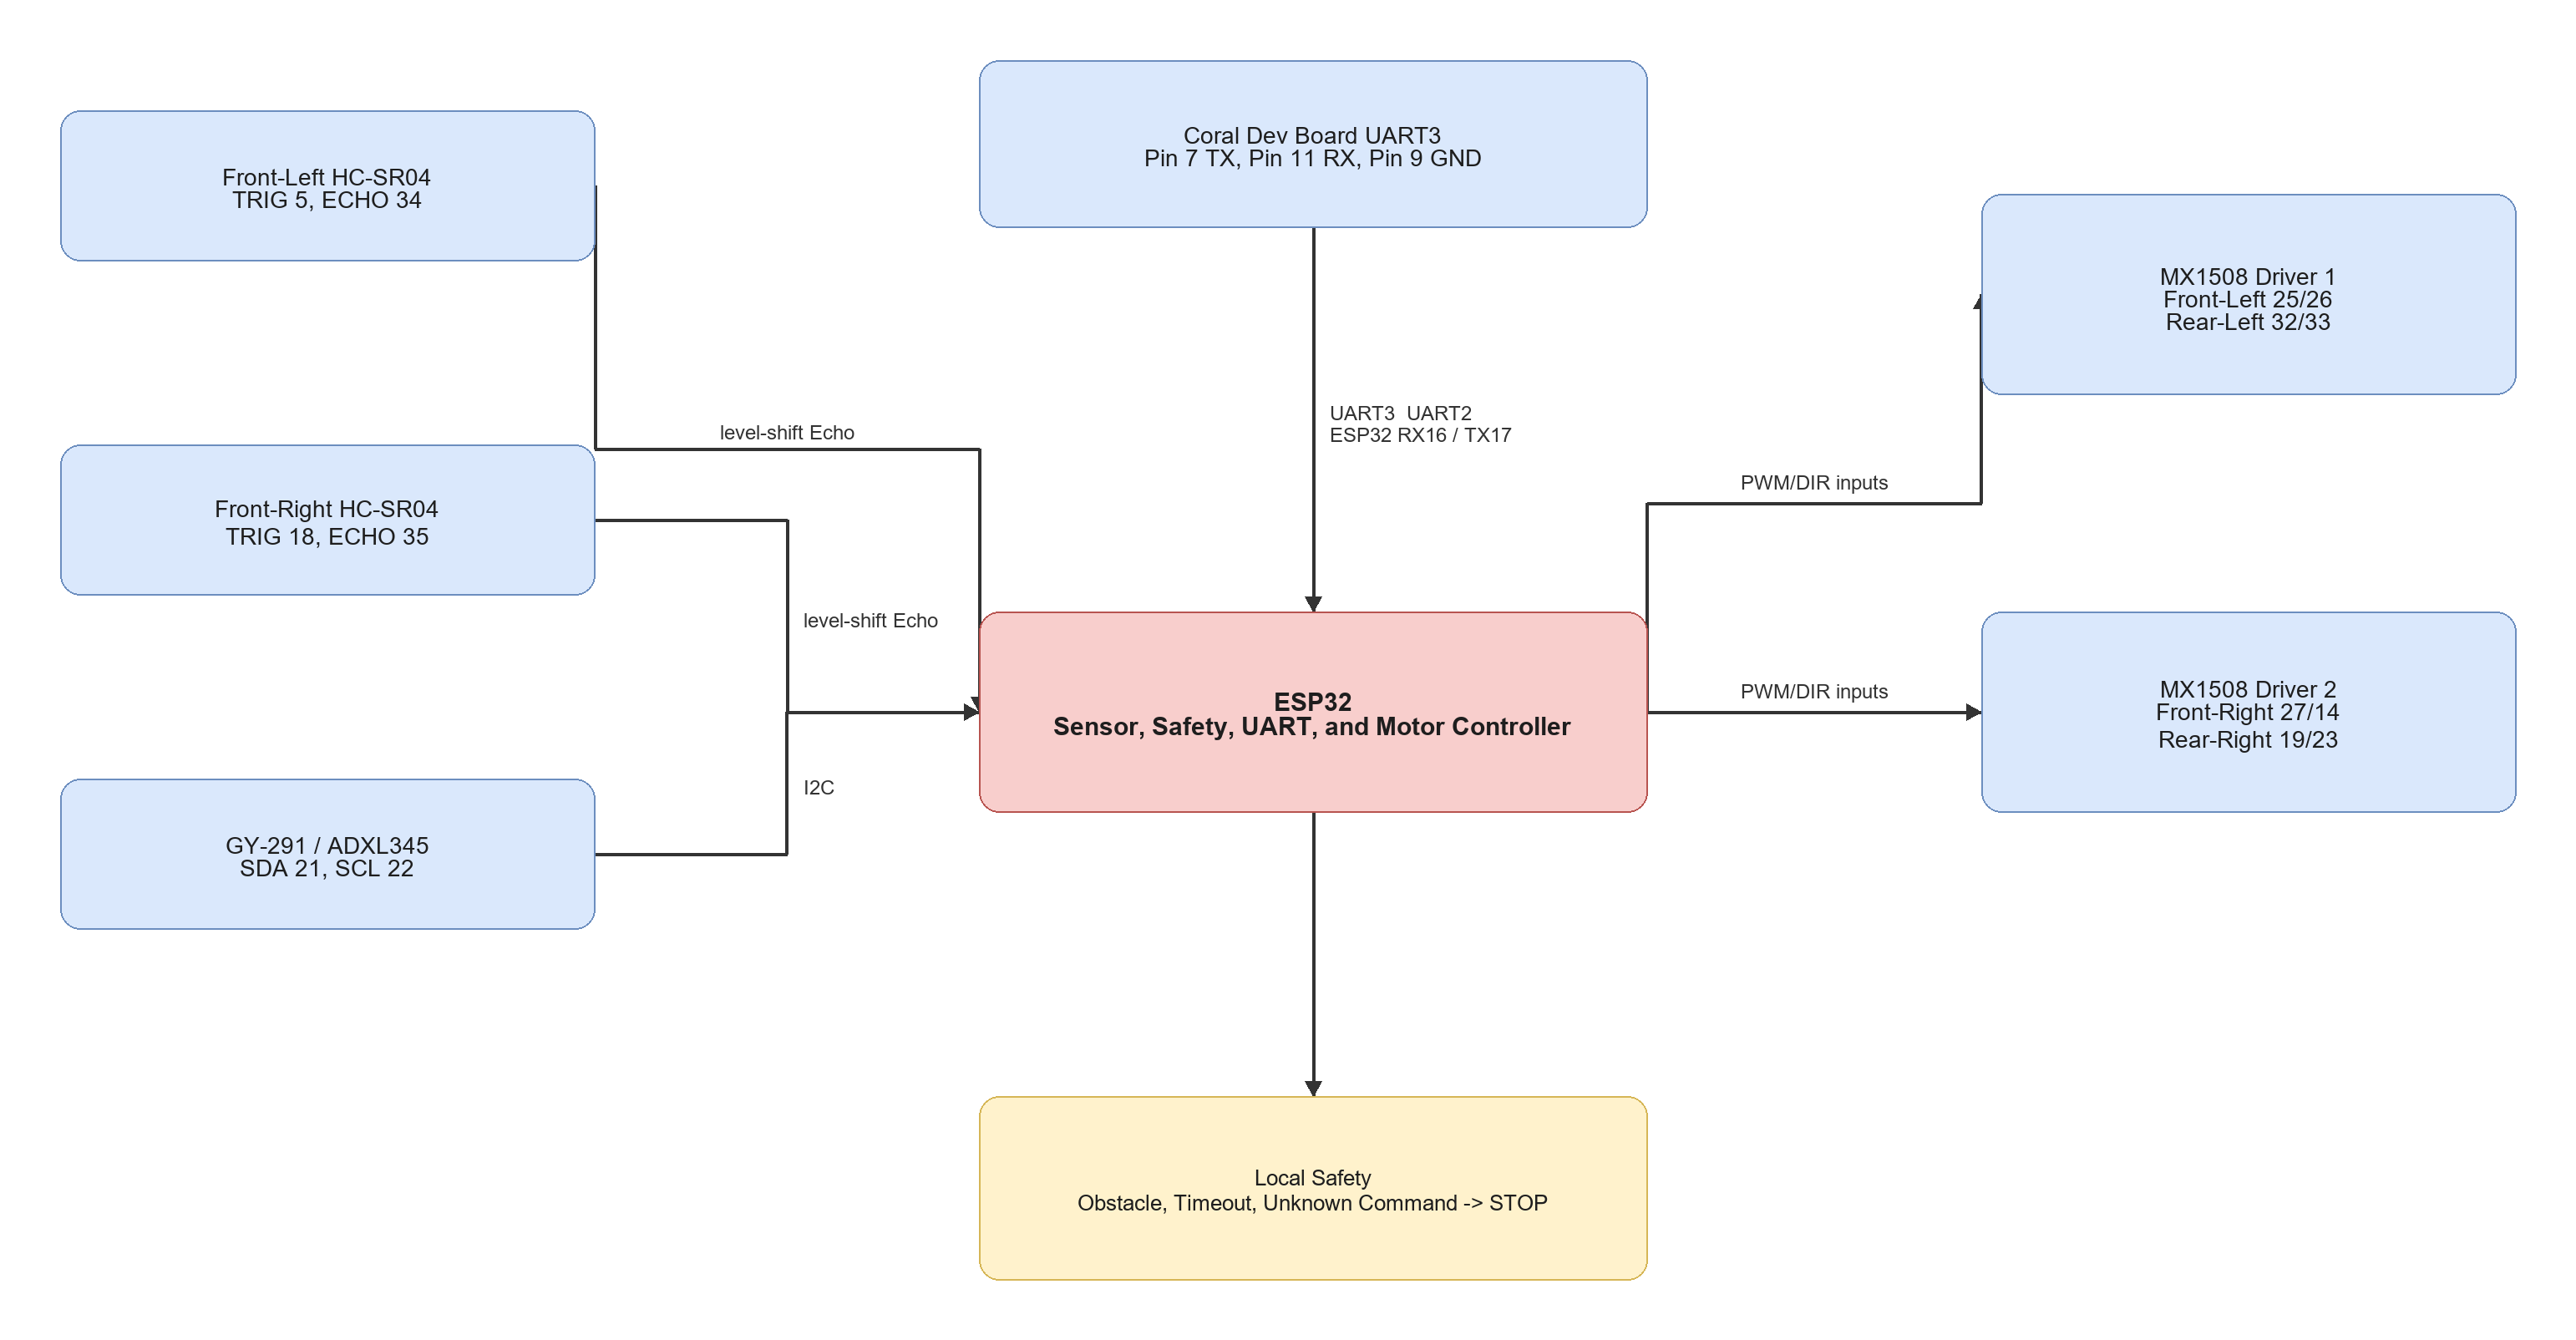 Coral Dev Board UART3
Pin 7 TX, Pin 11 RX, Pin 9 GND
Front-Left HC-SR04
TRIG 5, ECHO 34
MX1508 Driver 1
Front-Left 25/26
Rear-Left 32/33
level-shift Echo
UART3  UART2
ESP32 RX16 / TX17
PWM/DIR inputs
Front-Right HC-SR04
TRIG 18, ECHO 35
level-shift Echo
ESP32
Sensor, Safety, UART, and Motor Controller
PWM/DIR inputs
MX1508 Driver 2
Front-Right 27/14
Rear-Right 19/23
I2C
GY-291 / ADXL345
SDA 21, SCL 22
Local Safety
Obstacle, Timeout, Unknown Command -> STOP